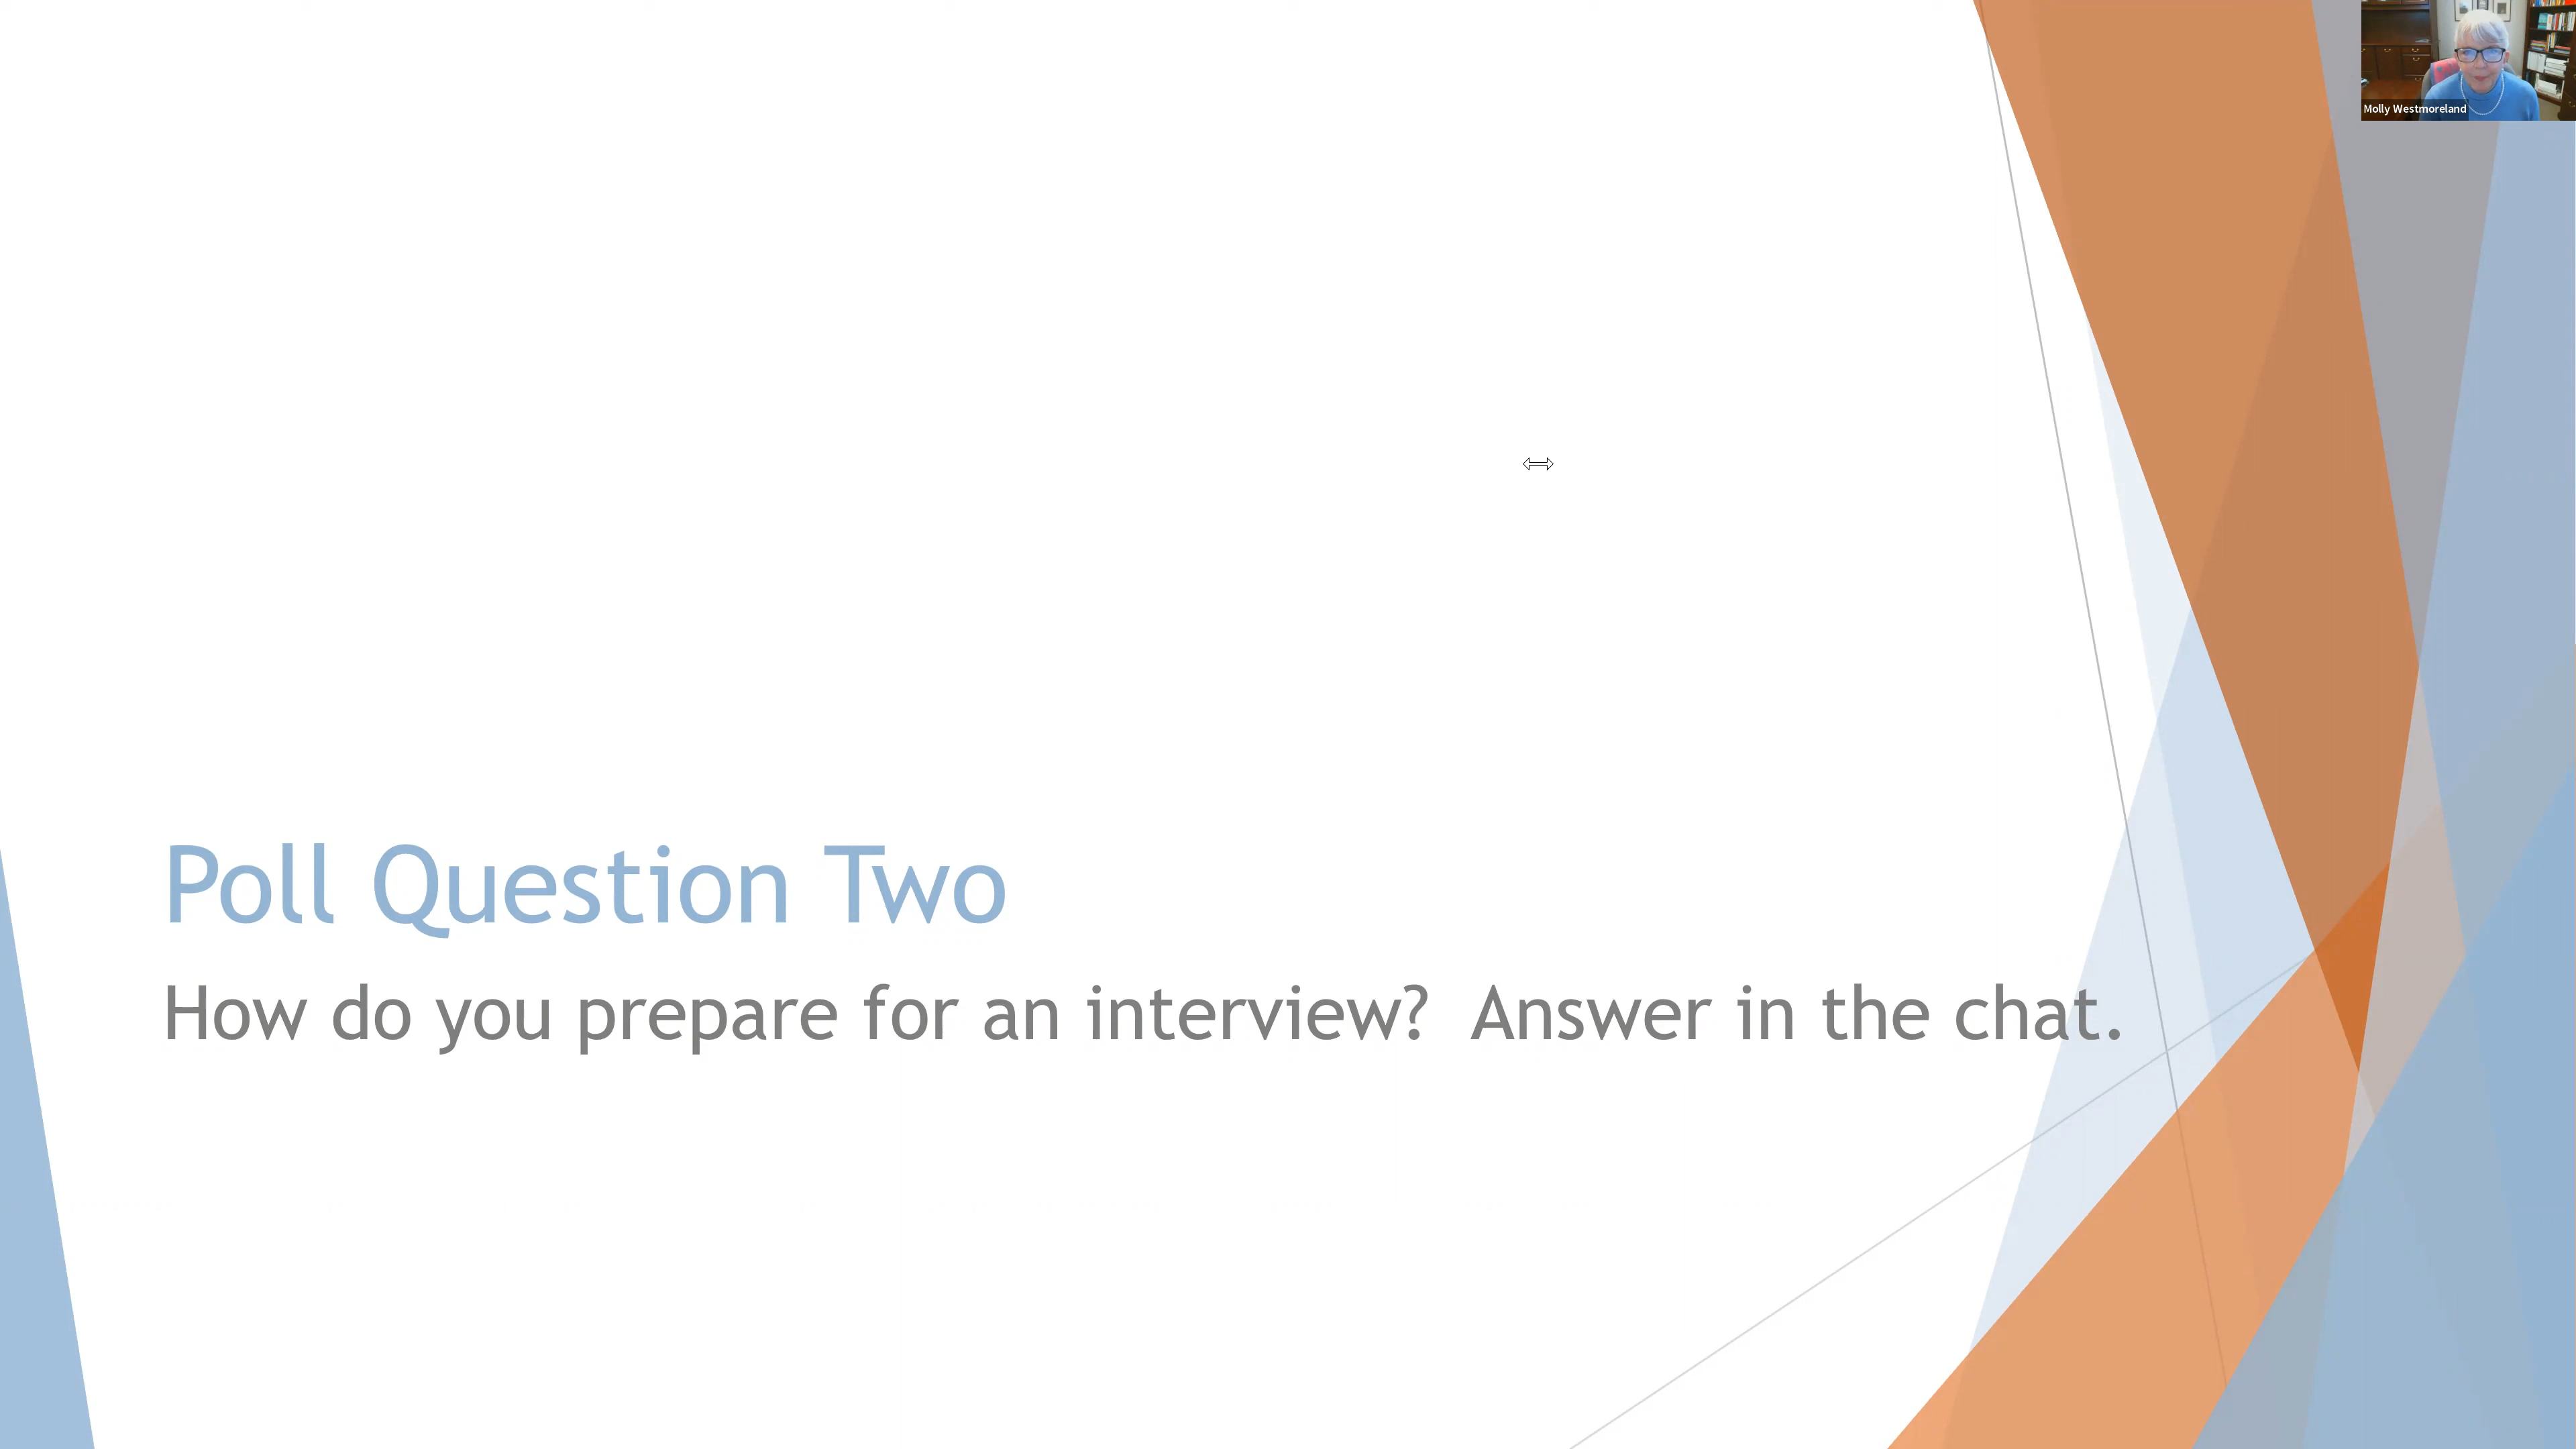 Molly Westmoreland
Poll Question Two
How do you prepare for an interview?  Answer in the chat.